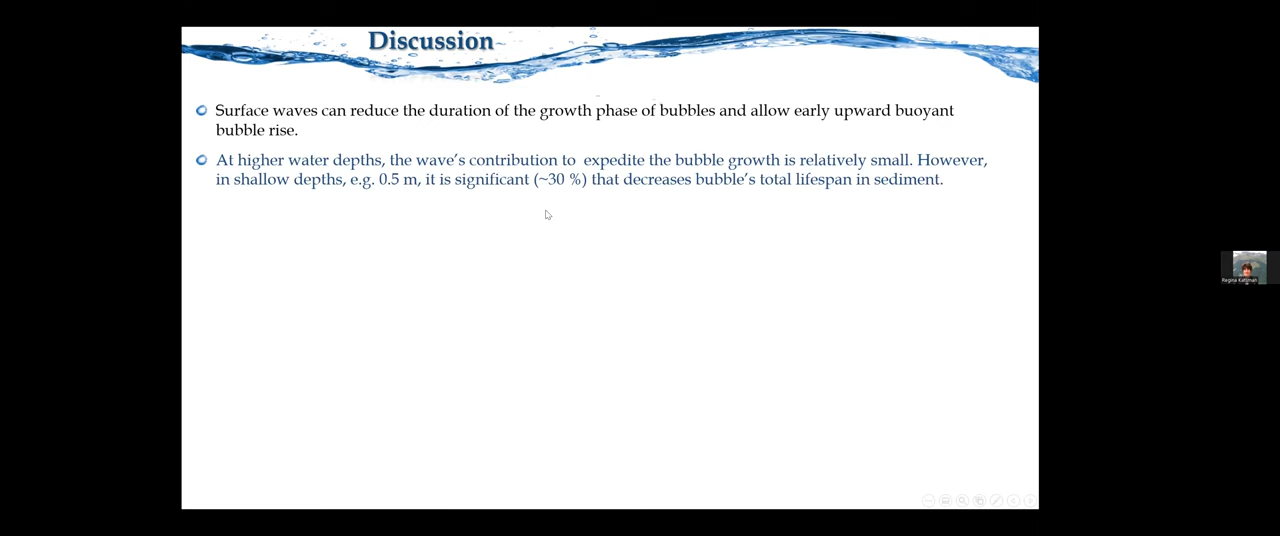 Discussion
Surface waves can reduce the duration of the growth phase of bubbles and allow early upward buoyant
bubble rise.
At higher water depths, the wave's contribution to expedite the bubble growth is relatively small. However,
in shallow depths, e.g. 0.5 m, it is significant (~30 %) that decreases bubble's total lifespan in sediment.
Regina Katsman